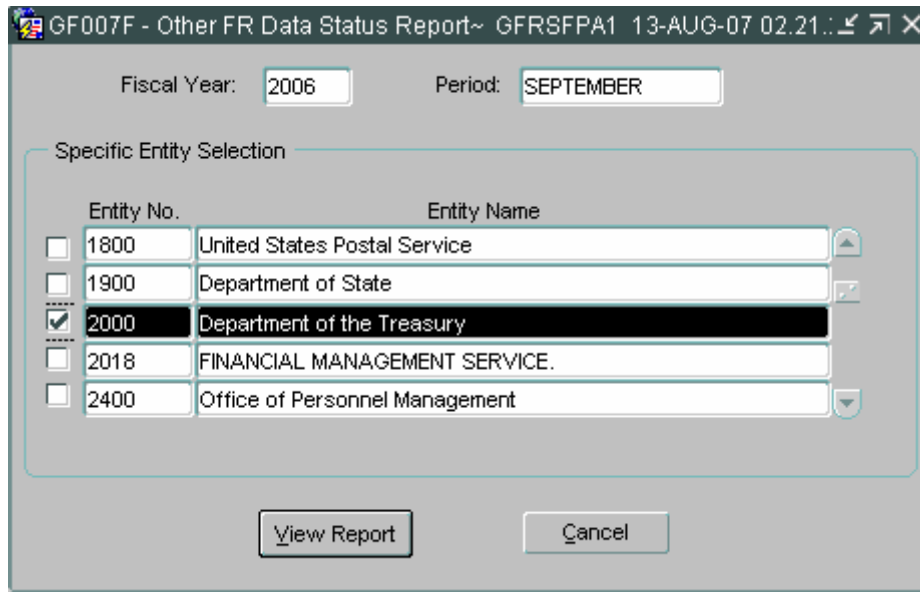 GF007F - Other FR Data Status Report~ GFRSFPA1 13-AUG-07 02.21.:
Fiscal Year: 2006 Period: SEPTEMBER
Specific Entity Selection
Entity No. Entity Name
1800 United States Postal Service
1900 Department of State
2000 Department of the Treasury
2018 FINANCIAL MANAGEMENT SERVICE.
2400 Office of Personnel Management
View Report Cancel